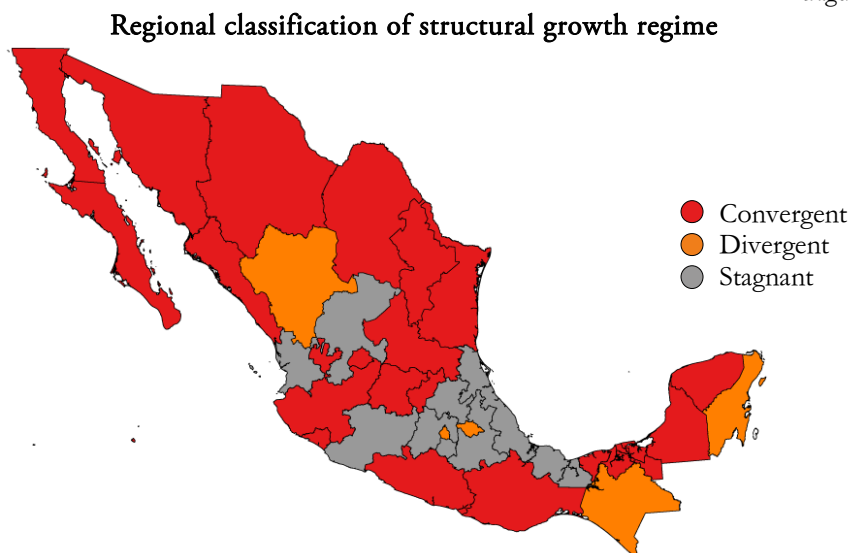 Regional classification of structural growth regime
Convergent
Divergent
Stagnant